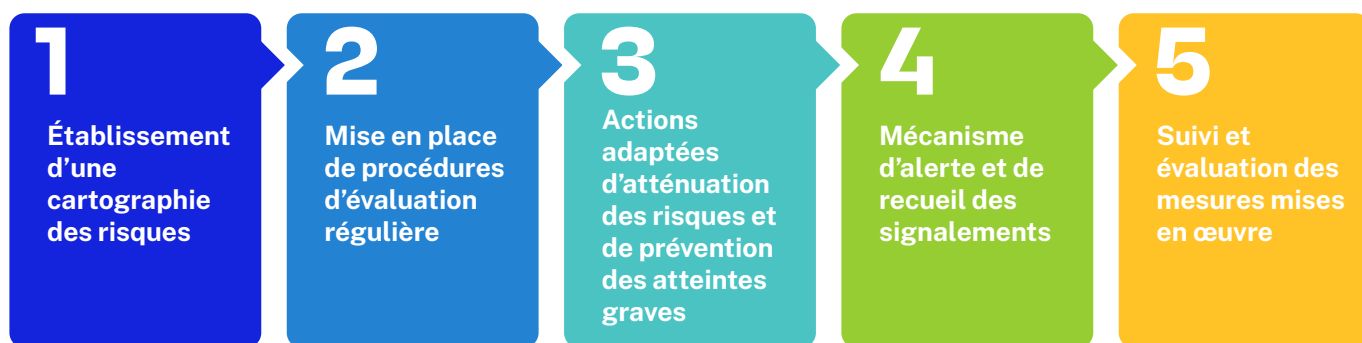 1
Établissement
d’une
cartographie
des risques
2
Mise en place
de procédures
d’évaluation
régulière
3
Actions
adaptées
d’atténuation
des risques et
de prévention
des atteintes
graves
4
Mécanisme
d’alerte et de
recueil des
signalements
5
Suivi et
évaluation des
mesures mises
en œuvre